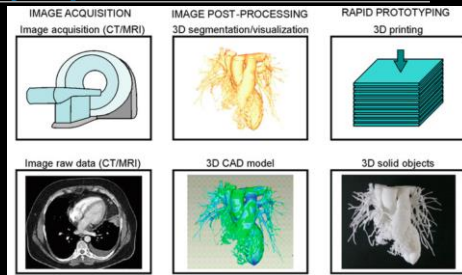 IMAGE ACQUISITION
IMAGE POST-PROCESSING
RAPID PROTOTYPING
Image acquisition (CT/MRI)
3D segmentation/visualization
3D printing
Image raw data (CT/MRI)
3D CAD model
3D solid objects